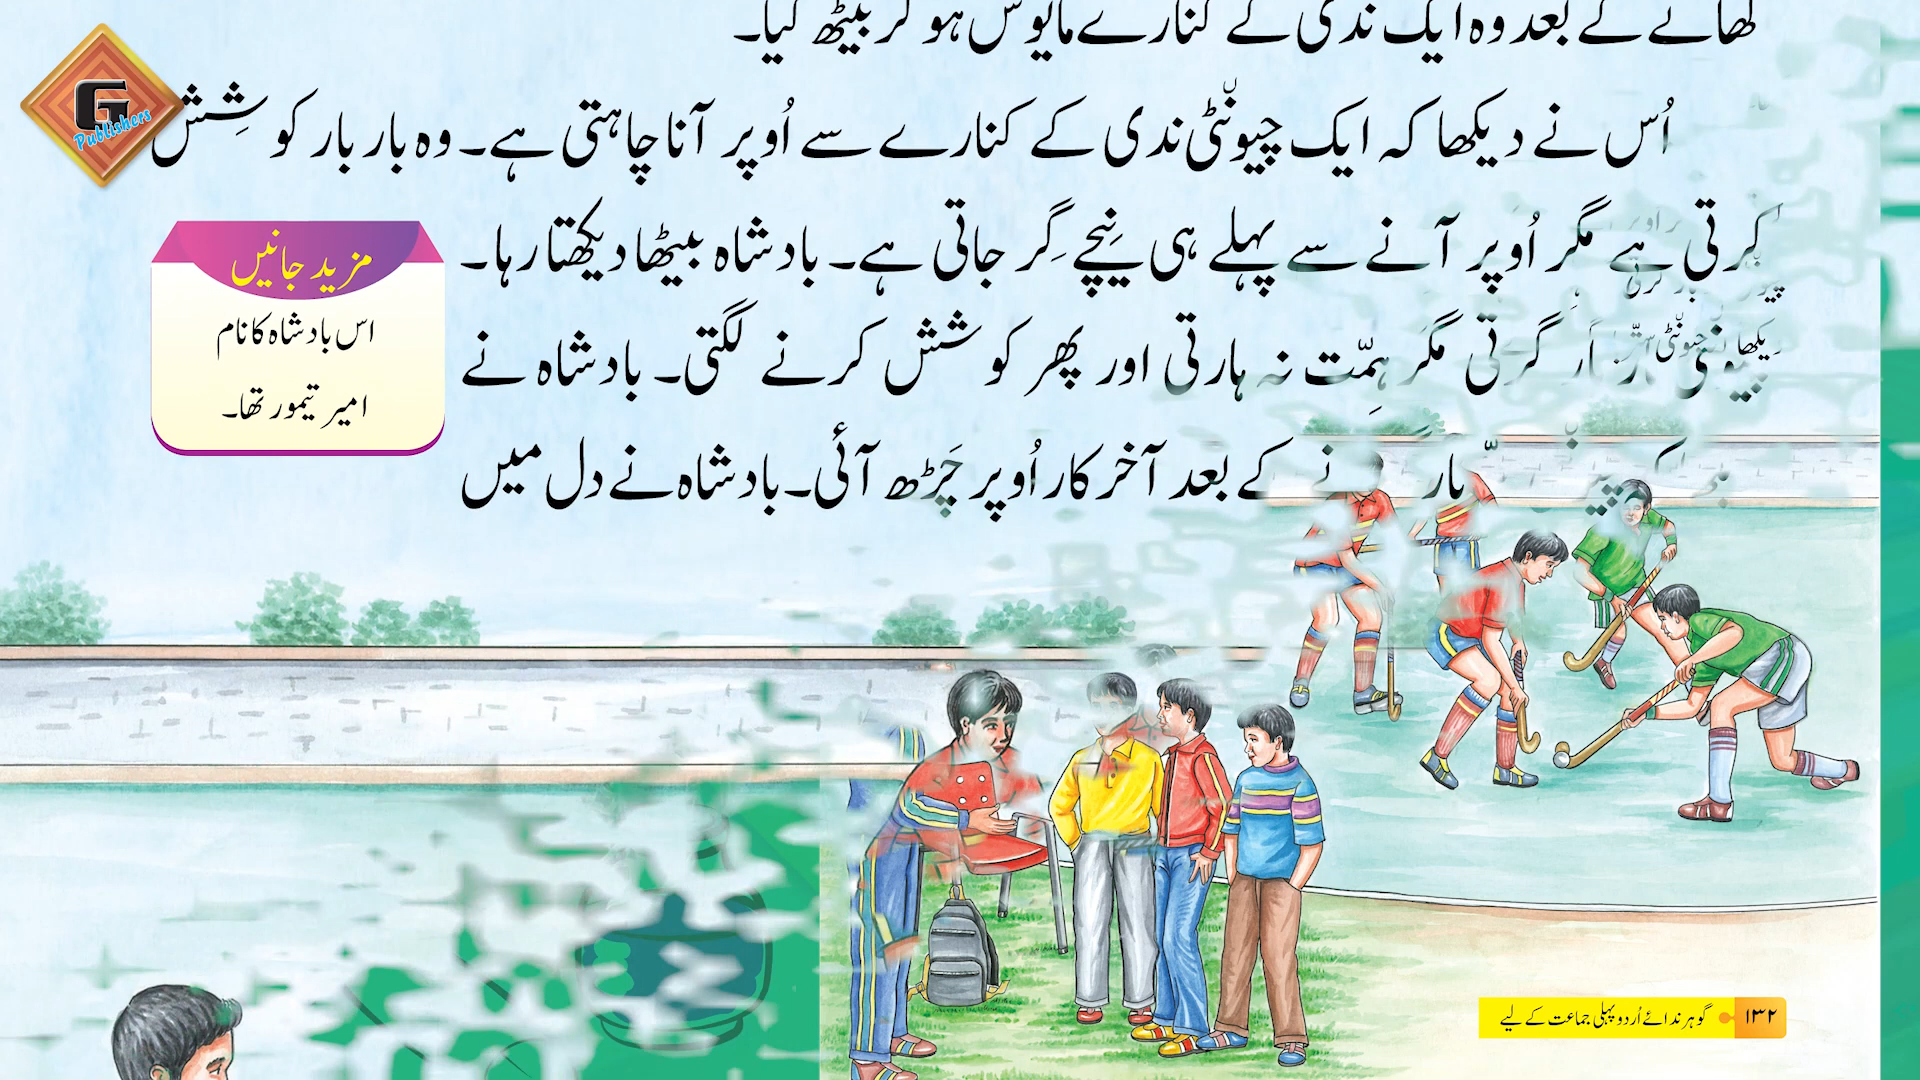 کھانے کے بعد وہ ایک ندی کے کنارے مایوس ہو کر بیٹھ گیا۔
اُس نے دیکھا کہ ایک چیونٹی ندی کے کنارے سے اُوپر آنا چاہتی ہے۔ وہ بار بار کوشِش
کرتی ہے مگر اُوپر آنے سے پہلے ہی نِیچے گِر جاتی ہے۔ بادشاہ بیٹھا دیکھتا رہا۔
گرتی مگر ہِمّت نہ ہارتی اور پھر کوشش کرنے لگتی۔ بادشاہ نے
کے بعد آخر کار اُوپر چَڑھ آئی۔ بادشاہ نے دل میں
مزید جانیں
اس بادشاہ کا نام
امیر تیمور تھا۔
G
Publishers
۱۳۲ گوہر ندائے اُردو پہلی جماعت کے لیے